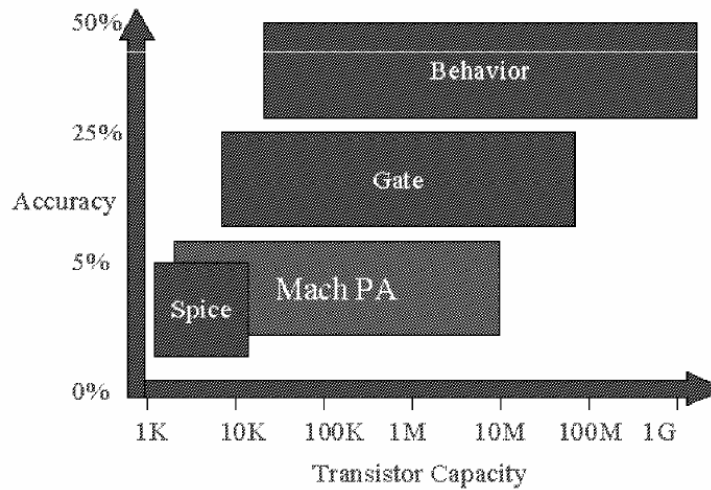 50%
Behavior
25%
Gate
Accuracy
5%
Mach PA
Spice
0%
1K 10K 100K 1M 10M 100M 1G
Transistor Capacity